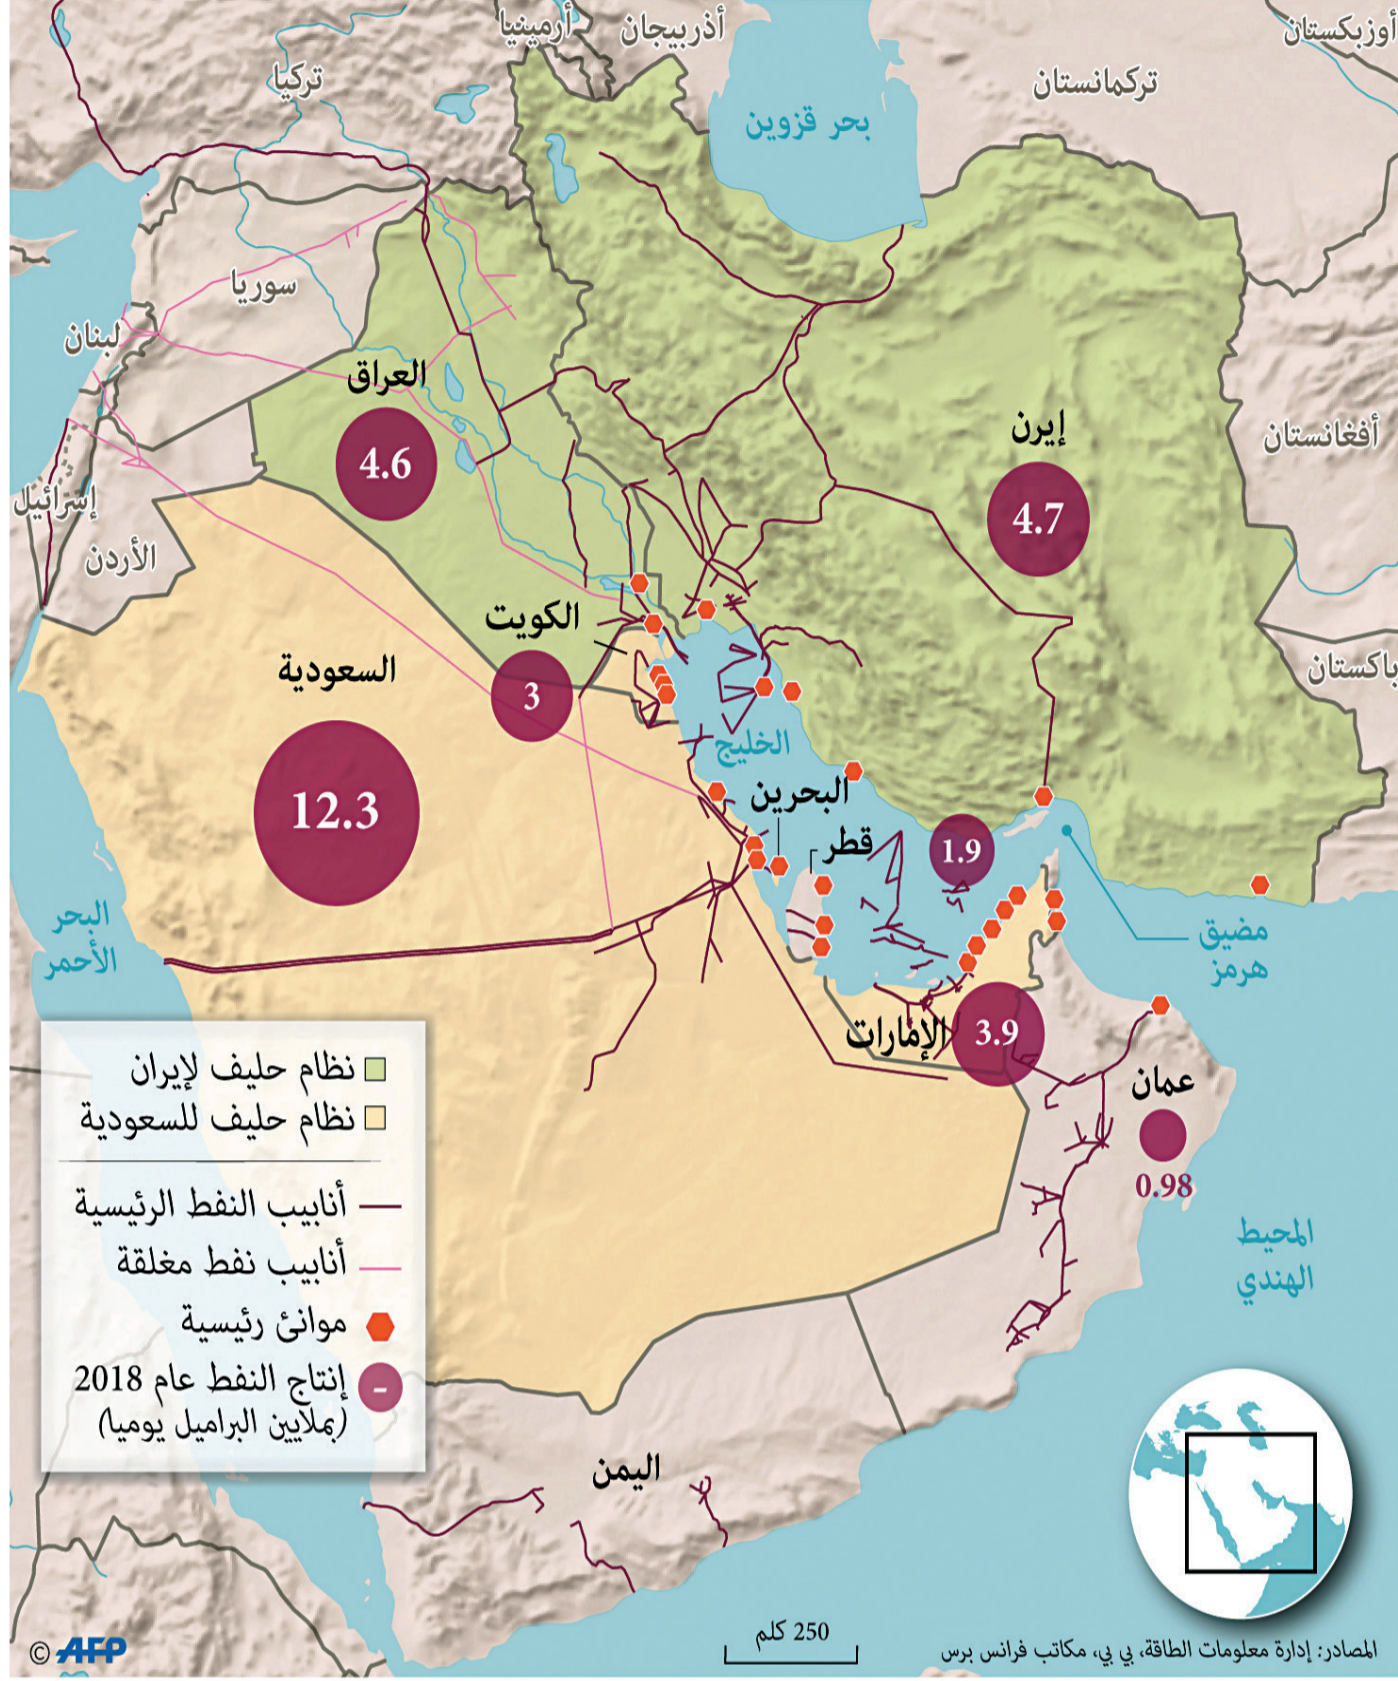 أرمينيا
أذربيجان
أوزبكستان
تركيا
تركمانستان
بحر قزوين
سوريا
لبنان
العراق
4.6
إيرن
4.7
أفغانستان
إسرائيل
الأردن
الكويت
3
السعودية
12.3
باكستان
الخليج
البحرين
قطر
1.9
مضيق
هرمز
البحر
الأحمر
الإمارات
3.9
عمان
0.98
المحيط
الهندي
نظام حليف لإيران
نظام حليف للسعودية
أنابيب النفط الرئيسية
أنابيب نفط مغلقة
موانئ رئيسية
إنتاج النفط عام 2018
(بملايين البراميل يوميا)
-
اليمن
250 كلم
المصادر: إدارة معلومات الطاقة، بي بي، مكاتب فرانس برس
© AFP